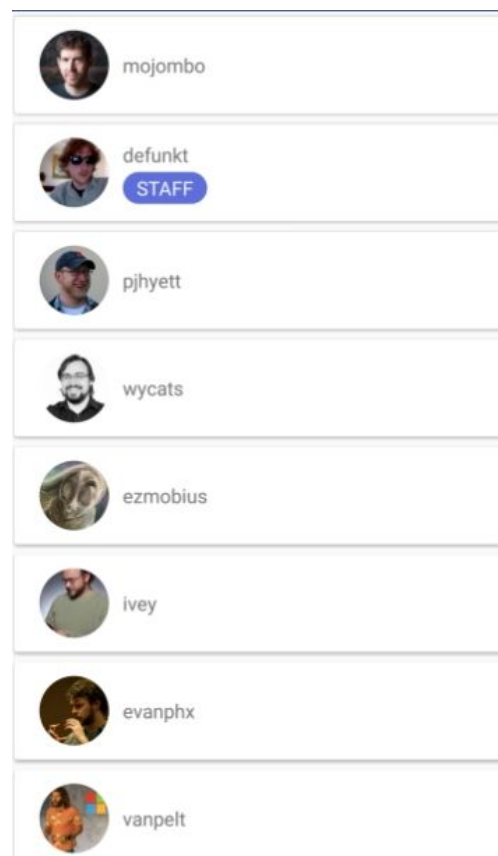 mojombo
defunkt
STAFF
pjhyett
wycats
ezmobius
ivey
evanphx
vanpelt